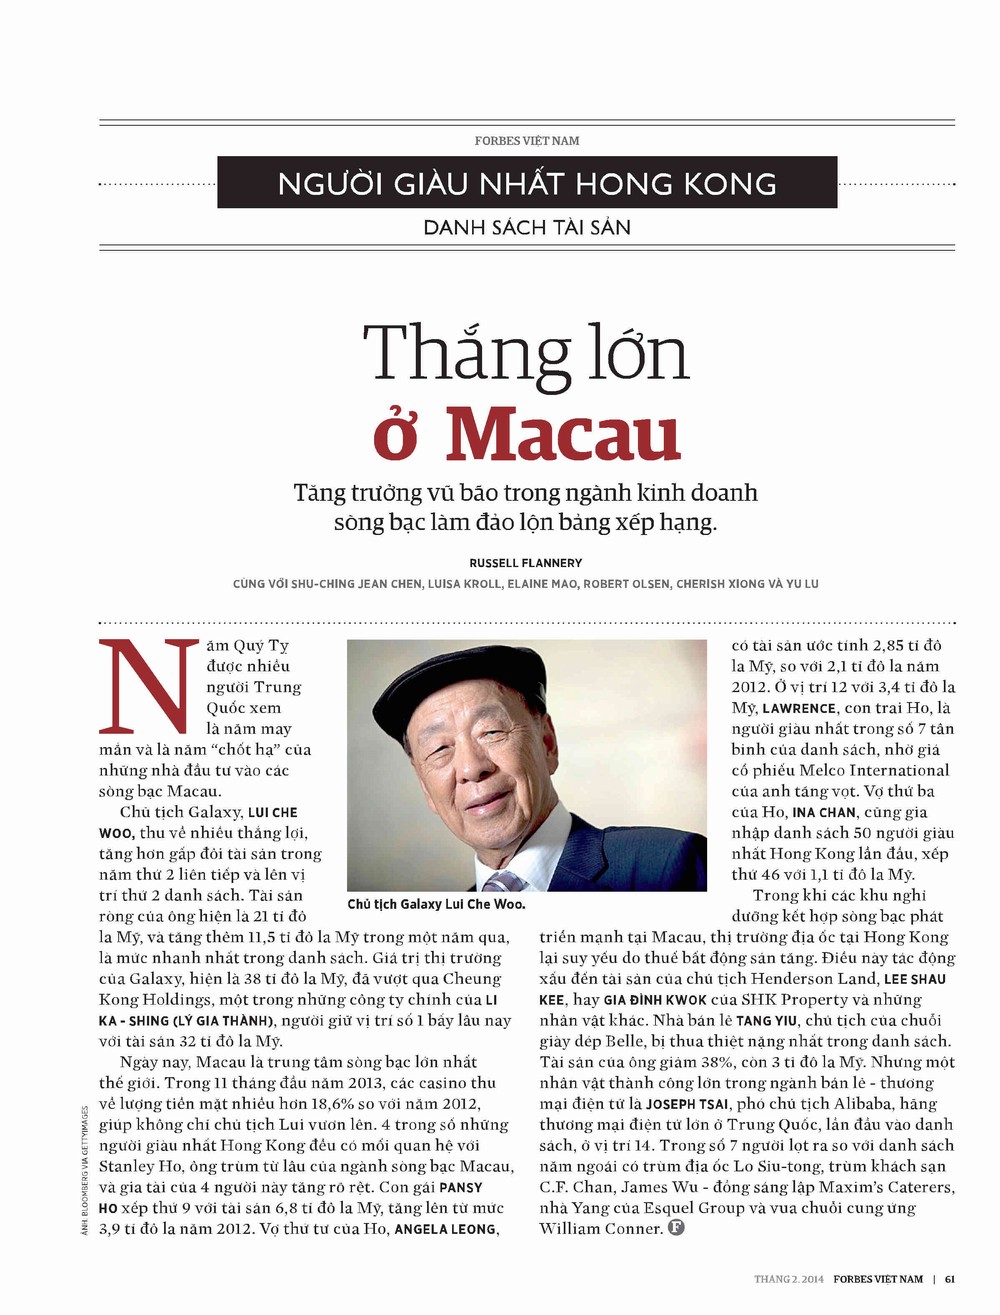 FORBES VIỆT NAM
NGƯỜI GIÀU NHẤT HONG KONG
DANH SÁCH TÀI SẢN
Thắng lớn
ở Macau
Tăng trưởng vũ bão trong ngành kinh doanh
sòng bạc làm đảo lộn bảng xếp hạng.
RUSSELL FLANNERY
CÙNG VỚI SHU-CHING JEAN CHEN, LUISA KROLL, ELAINE MAO, ROBERT OLSEN, CHERISH XIONG VÀ YU LU
Năm Quý Tỵ
được nhiều
người Trung
Quốc xem
là năm may
mắn và là năm “chốt hạ” của
những nhà đầu tư vào các
sòng bạc Macau.
Chủ tịch Galaxy, LUI CHE
WOO, thu về nhiều thắng lợi,
tăng hơn gấp đôi tài sản trong
năm thứ 2 liên tiếp và lên vị
trí thứ 2 danh sách. Tài sản
ròng của ông hiện là 21 tỉ đô
la Mỹ, và tăng thêm 11,5 tỉ đô la Mỹ trong một năm qua,
là mức nhanh nhất trong danh sách. Giá trị thị trường
của Galaxy, hiện là 38 tỉ đô la Mỹ, đã vượt qua Cheung
Kong Holdings, một trong những công ty chính của LI
KA - SHING (LÝ GIA THÀNH), người giữ vị trí số 1 bấy lâu nay
với tài sản 32 tỉ đô la Mỹ.
Ngày nay, Macau là trung tâm sòng bạc lớn nhất
thế giới. Trong 11 tháng đầu năm 2013, các casino thu
về lượng tiền mặt nhiều hơn 18,6% so với năm 2012,
giúp không chỉ chủ tịch Lui vươn lên. 4 trong số những
người giàu nhất Hong Kong đều có mối quan hệ với
Stanley Ho, ông trùm từ lâu của ngành sòng bạc Macau,
và gia tài của 4 người này tăng rõ rệt. Con gái PANSY
HO xếp thứ 9 với tài sản 6,8 tỉ đô la Mỹ, tăng lên từ mức
3,9 tỉ đô la năm 2012. Vợ thứ tư của Ho, ANGELA LEONG,
Chủ tịch Galaxy Lui Che Woo.
có tài sản ước tính 2,85 tỉ đô
la Mỹ, so với 2,1 tỉ đô la năm
2012. Ở vị trí 12 với 3,4 tỉ đô la
Mỹ, LAWRENCE, con trai Ho, là
người giàu nhất trong số 7 tân
binh của danh sách, nhờ giá
cổ phiếu Melco International
của anh tăng vọt. Vợ thứ ba
của Ho, INA CHAN, cũng gia
nhập danh sách 50 người giàu
nhất Hong Kong lần đầu, xếp
thứ 46 với 1,1 tỉ đô la Mỹ.
Trong khi các khu nghỉ
dưỡng kết hợp sòng bạc phát
triển mạnh tại Macau, thị trường địa ốc tại Hong Kong
lại suy yếu do thuế bất động sản tăng. Điều này tác động
xấu đến tài sản của chủ tịch Henderson Land, LEE SHAU
KEE, hay GIA ĐÌNH KWOK của SHK Property và những
nhân vật khác. Nhà bán lẻ TANG YIU, chủ tịch của chuỗi
giày dép Belle, bị thua thiệt nặng nhất trong danh sách.
Tài sản của ông giảm 38%, còn 3 tỉ đô la Mỹ. Nhưng một
nhân vật thành công lớn trong ngành bán lẻ - thương
mại điện tử là JOSEPH TSAI, phó chủ tịch Alibaba, hãng
thương mại điện tử lớn ở Trung Quốc, lần đầu vào danh
sách, ở vị trí 14. Trong số 7 người lọt ra so với danh sách
năm ngoái có trùm địa ốc Lo Siu-tong, trùm khách sạn
C.F. Chan, James Wu - đồng sáng lập Maxim’s Caterers,
nhà Yang của Esquel Group và vua chuỗi cung ứng
William Conner. F
ẢNH: BLOOMBERG VIA GETTYIMAGES
THÁNG 2. 2014 FORBES VIỆT NAM | 61